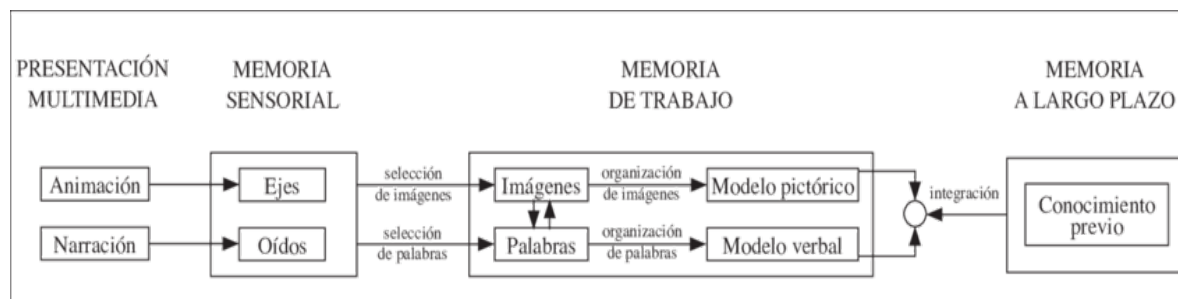 PRESENTACIÓN
MULTIMEDIA
MEMORIA
SENSORIAL
MEMORIA
DE TRABAJO
MEMORIA
A LARGO PLAZO
Animación
Ejes
selección
de imágenes
Imágenes
organización
de imágenes
Modelo pictórico
integración
Conocimiento
previo
Narración
Oídos
selección
de palabras
Palabras
organización
de palabras
Modelo verbal